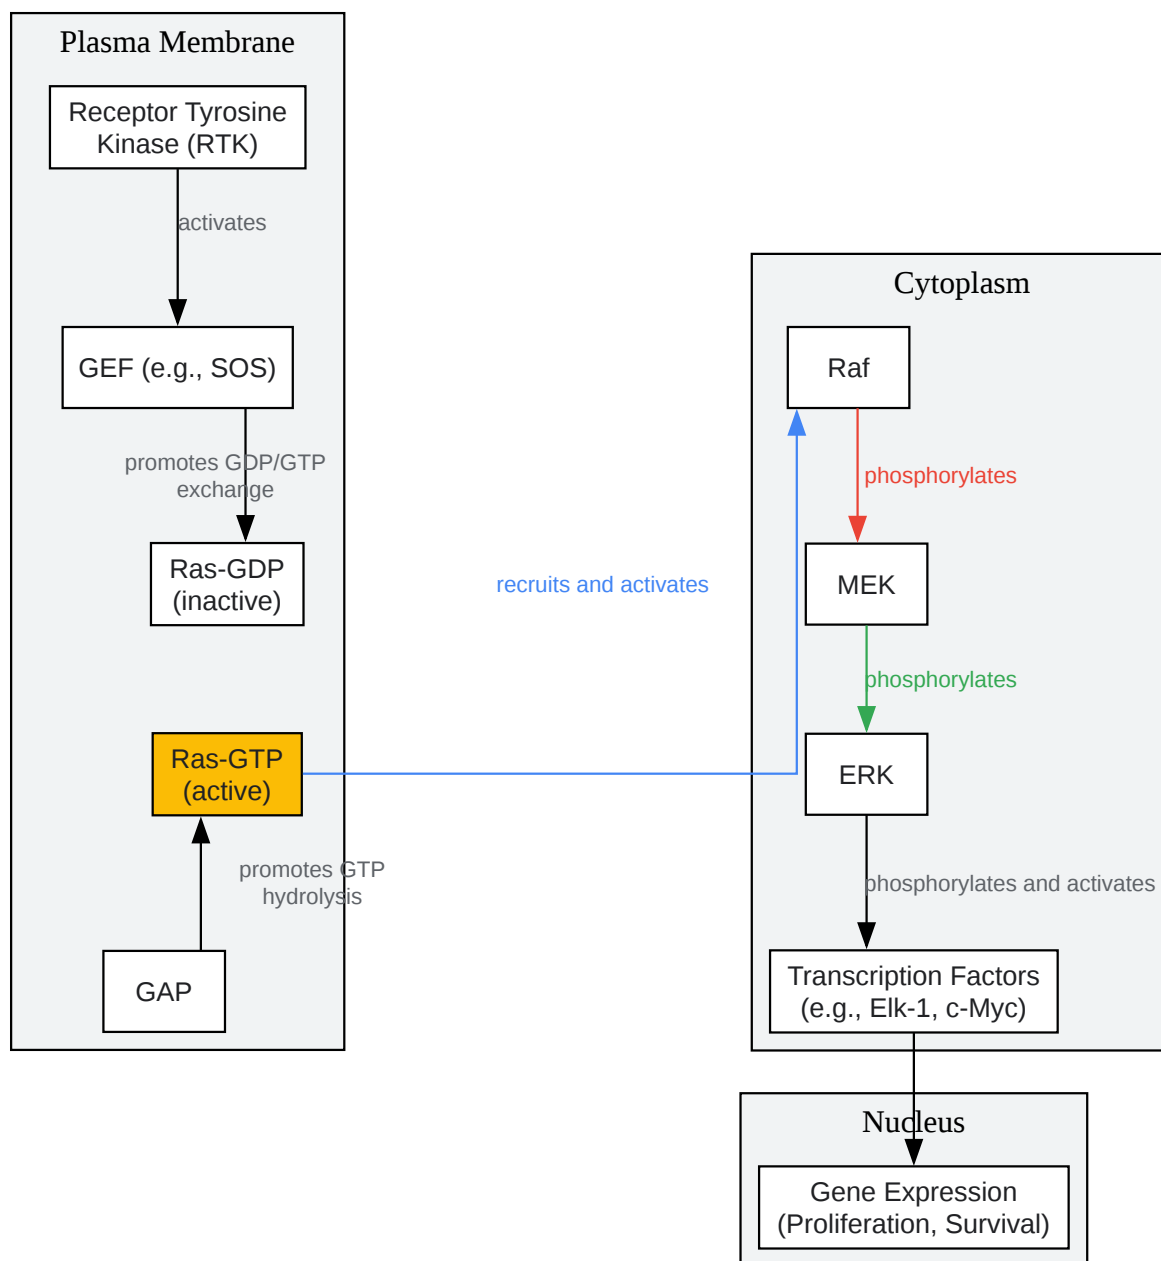 Plasma Membrane
Receptor Tyrosine
Kinase (RTK)
activates
GEF (e.g., SOS)
promotes GDP/GTP
exchange
Ras-GDP
(inactive)
Ras-GTP
(active)
promotes GTP
hydrolysis
GAP
recruits and activates
Cytoplasm
Raf
phosphorylates
MEK
phosphorylates
ERK
phosphorylates and activates
Transcription Factors
(e.g., Elk-1, c-Myc)
Nucleus
Gene Expression
(Proliferation, Survival)